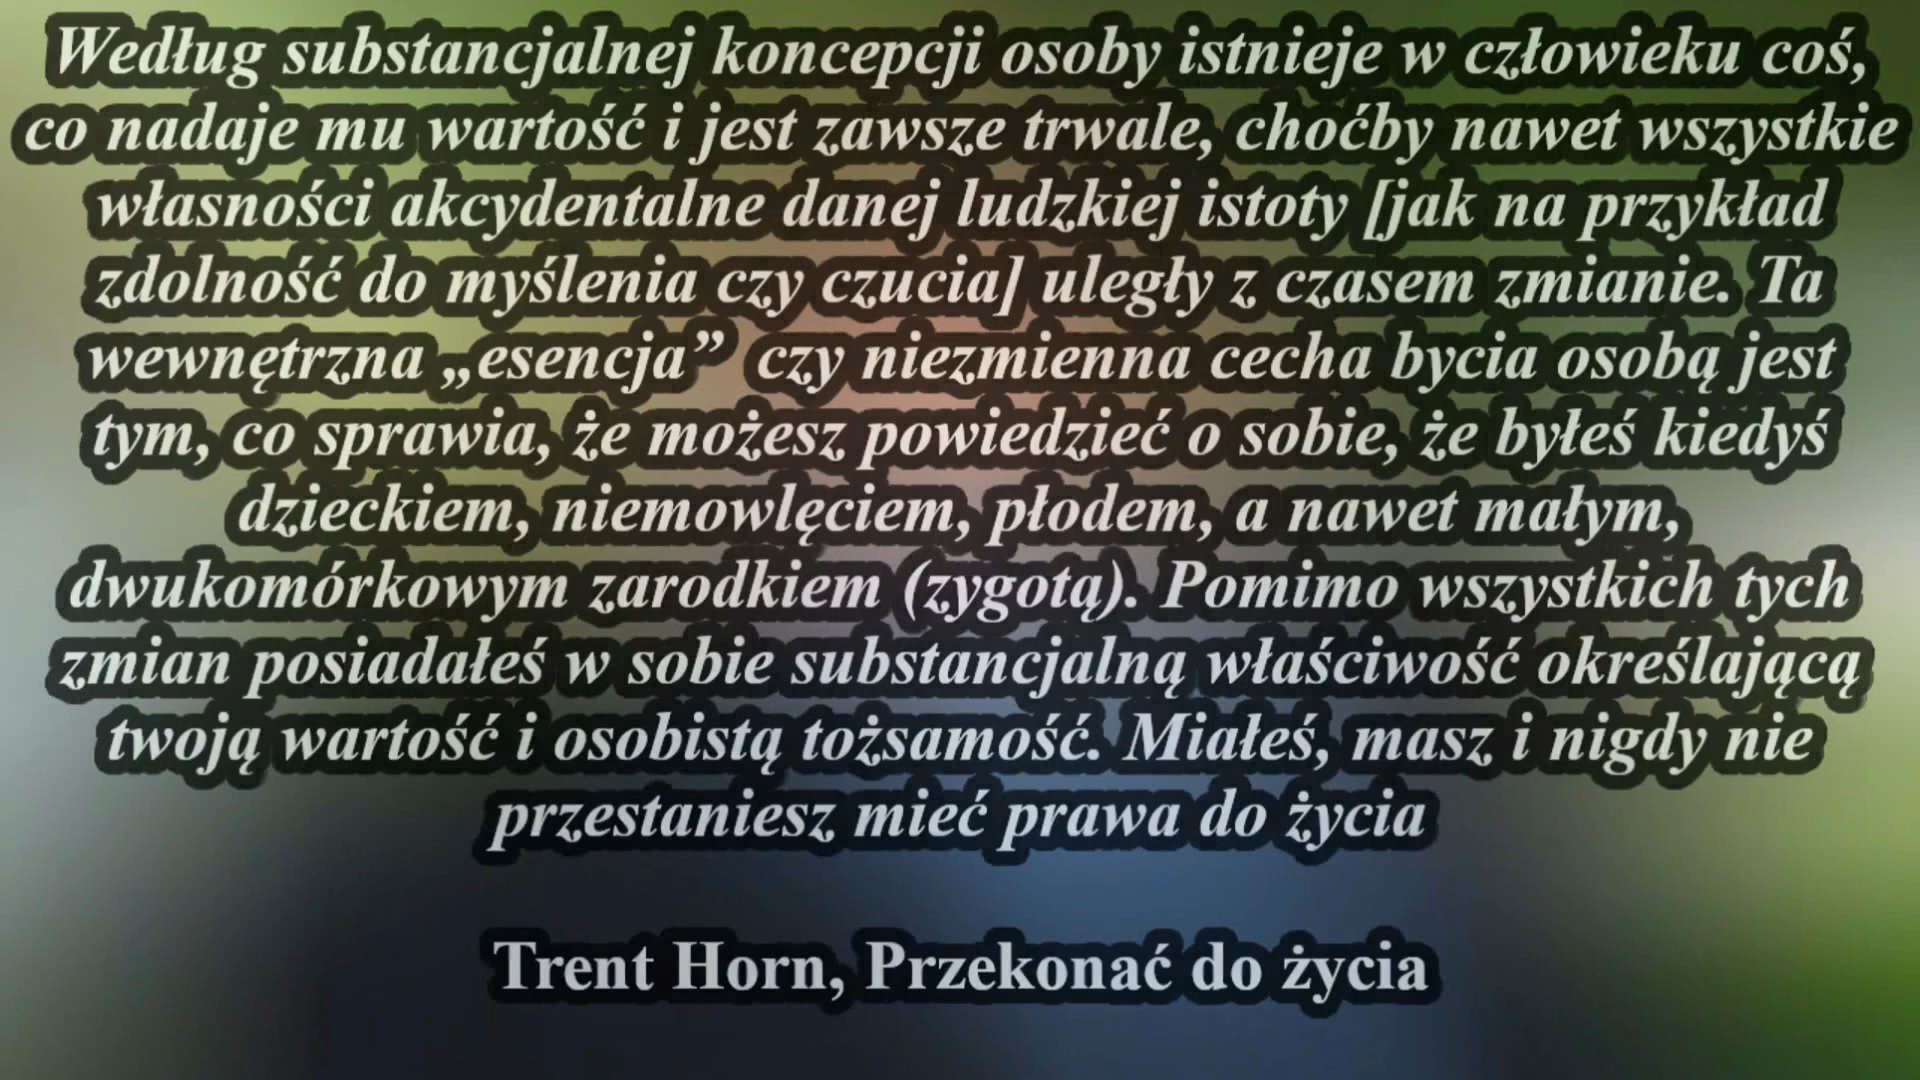 Według substancjalnej koncepcji osoby istnieje w człowieku coś,
co nadaje mu wartość i jest zawsze trwale, choćby nawet wszystkie
własności akcydentalne danej ludzkiej istoty [jak na przykład
zdolność do myślenia czy czucia] uległy z czasem zmianie. Ta
wewnętrzna „esencja” czy niezmienna cecha bycia osobą jest
tym, co sprawia, że możesz powiedzieć o sobie, że byłeś kiedyś
dzieckiem, niemowlęciem, płodem, a nawet małym,
dwukomórkowym zarodkiem (zygotą). Pomimo wszystkich tych
zmian posiadałeś w sobie substancjalną właściwość określającą
twoją wartość i osobistą tożsamość. Miałeś, masz i nigdy nie
przestaniesz mieć prawa do życia
Trent Horn, Przekonać do życia